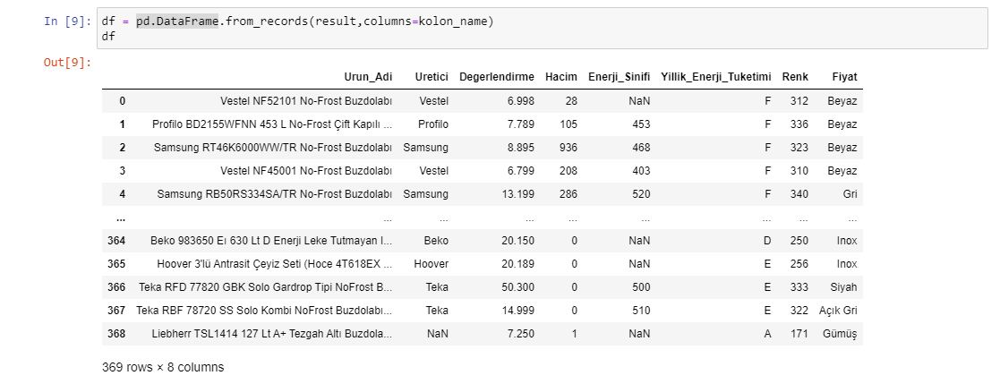 In [9]: df = pd.DataFrame.from_records(result,columns=kolon_name)
df
Out[9]:
Urun_Adi Uretici Degerlendirme Hacim Enerji_Sinifi Yillik_Enerji_Tuketimi Renk Fiyat
0 Vestel NF52101 No-Frost Buzdolabı Vestel 6.998 28 NaN F 312 Beyaz
1 Profilo BD2155WFNN 453 L No-Frost Çift Kapılı ... Profilo 7.789 105 453 F 336 Beyaz
2 Samsung RT46K6000WW/TR No-Frost Buzdolabı Samsung 8.895 936 468 F 323 Beyaz
3 Vestel NF45001 No-Frost Buzdolabı Vestel 6.799 208 403 F 310 Beyaz
4 Samsung RB50RS334SA/TR No-Frost Buzdolabı Samsung 13.199 286 520 F 340 Gri
... ... ... ... ... ... ... ... ...
364 Beko 983650 Eı 630 Lt D Enerji Leke Tutmayan I... Beko 20.150 0 NaN D 250 Inox
365 Hoover 3'lü Antrasit Çeyiz Seti (Hoce 4T618EX ... Hoover 20.189 0 NaN E 256 Inox
366 Teka RFD 77820 GBK Solo Gardrop Tipi NoFrost B... Teka 50.300 0 500 E 333 Siyah
367 Teka RBF 78720 SS Solo Kombi NoFrost Buzdolabı... Teka 14.999 0 510 E 322 Açık Gri
368 Liebherr TSL1414 127 Lt A+ Tezgah Altı Buzdola... NaN 7.250 1 NaN A 171 Gümüş
369 rows × 8 columns